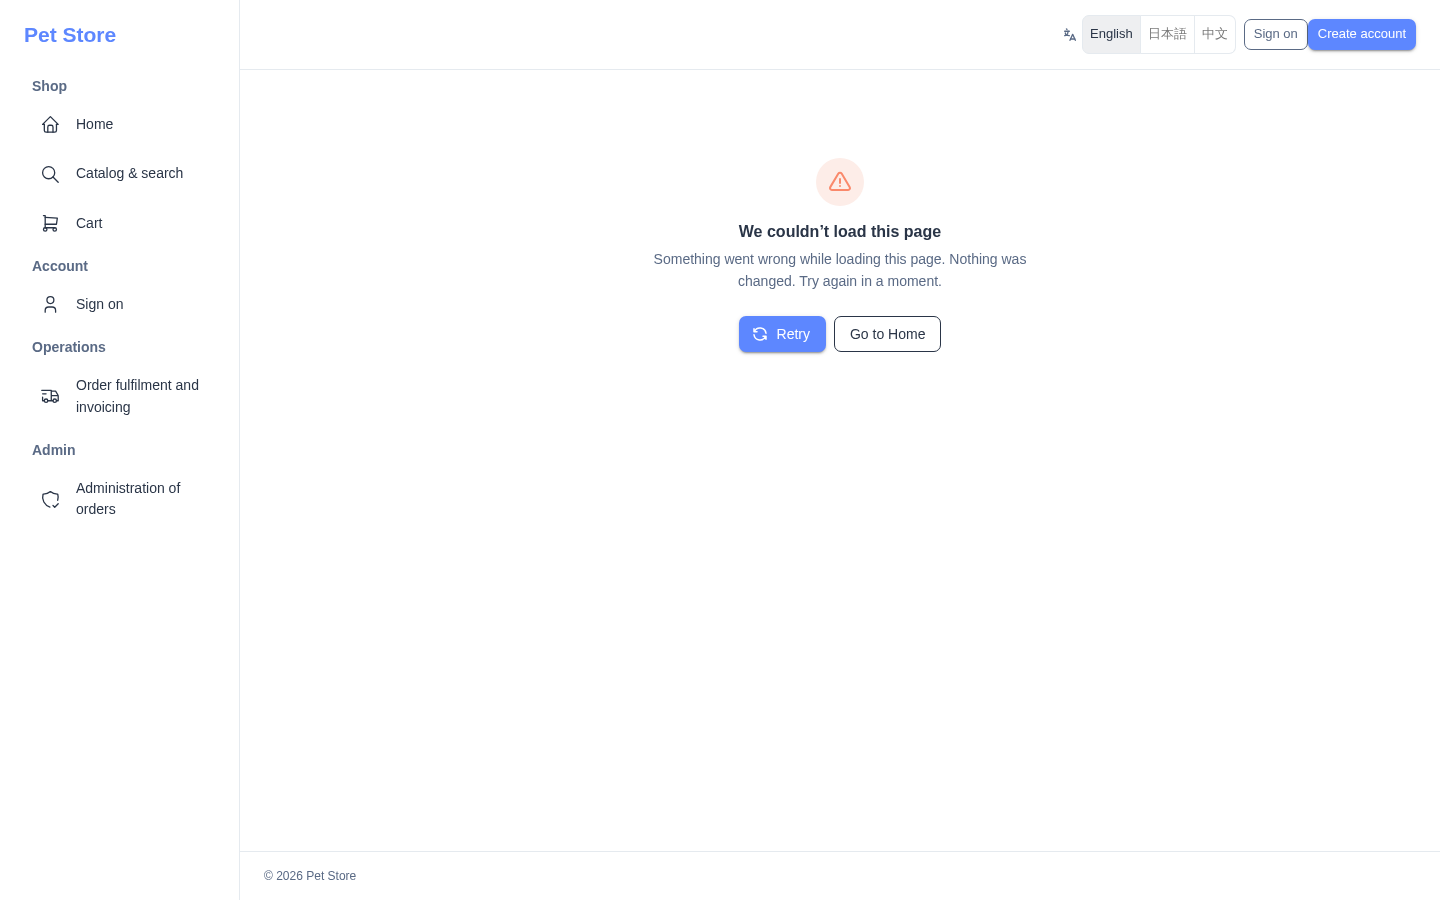 Pet Store
English
日本語
中文
Sign on
Create account
Shop
Home
Catalog & search
Cart
Account
Sign on
Operations
Order fulfilment and
invoicing
Admin
Administration of
orders
We couldn’t load this page
Something went wrong while loading this page. Nothing was
changed. Try again in a moment.
Retry
Go to Home
© 2026 Pet Store